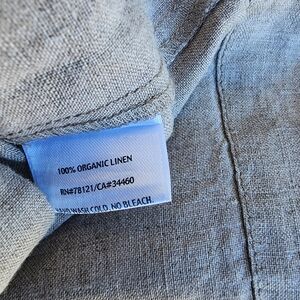 100% ORGANIC LINEN
RN#78121/CA#34460
HAND WASH COLD. NO BLEACH.